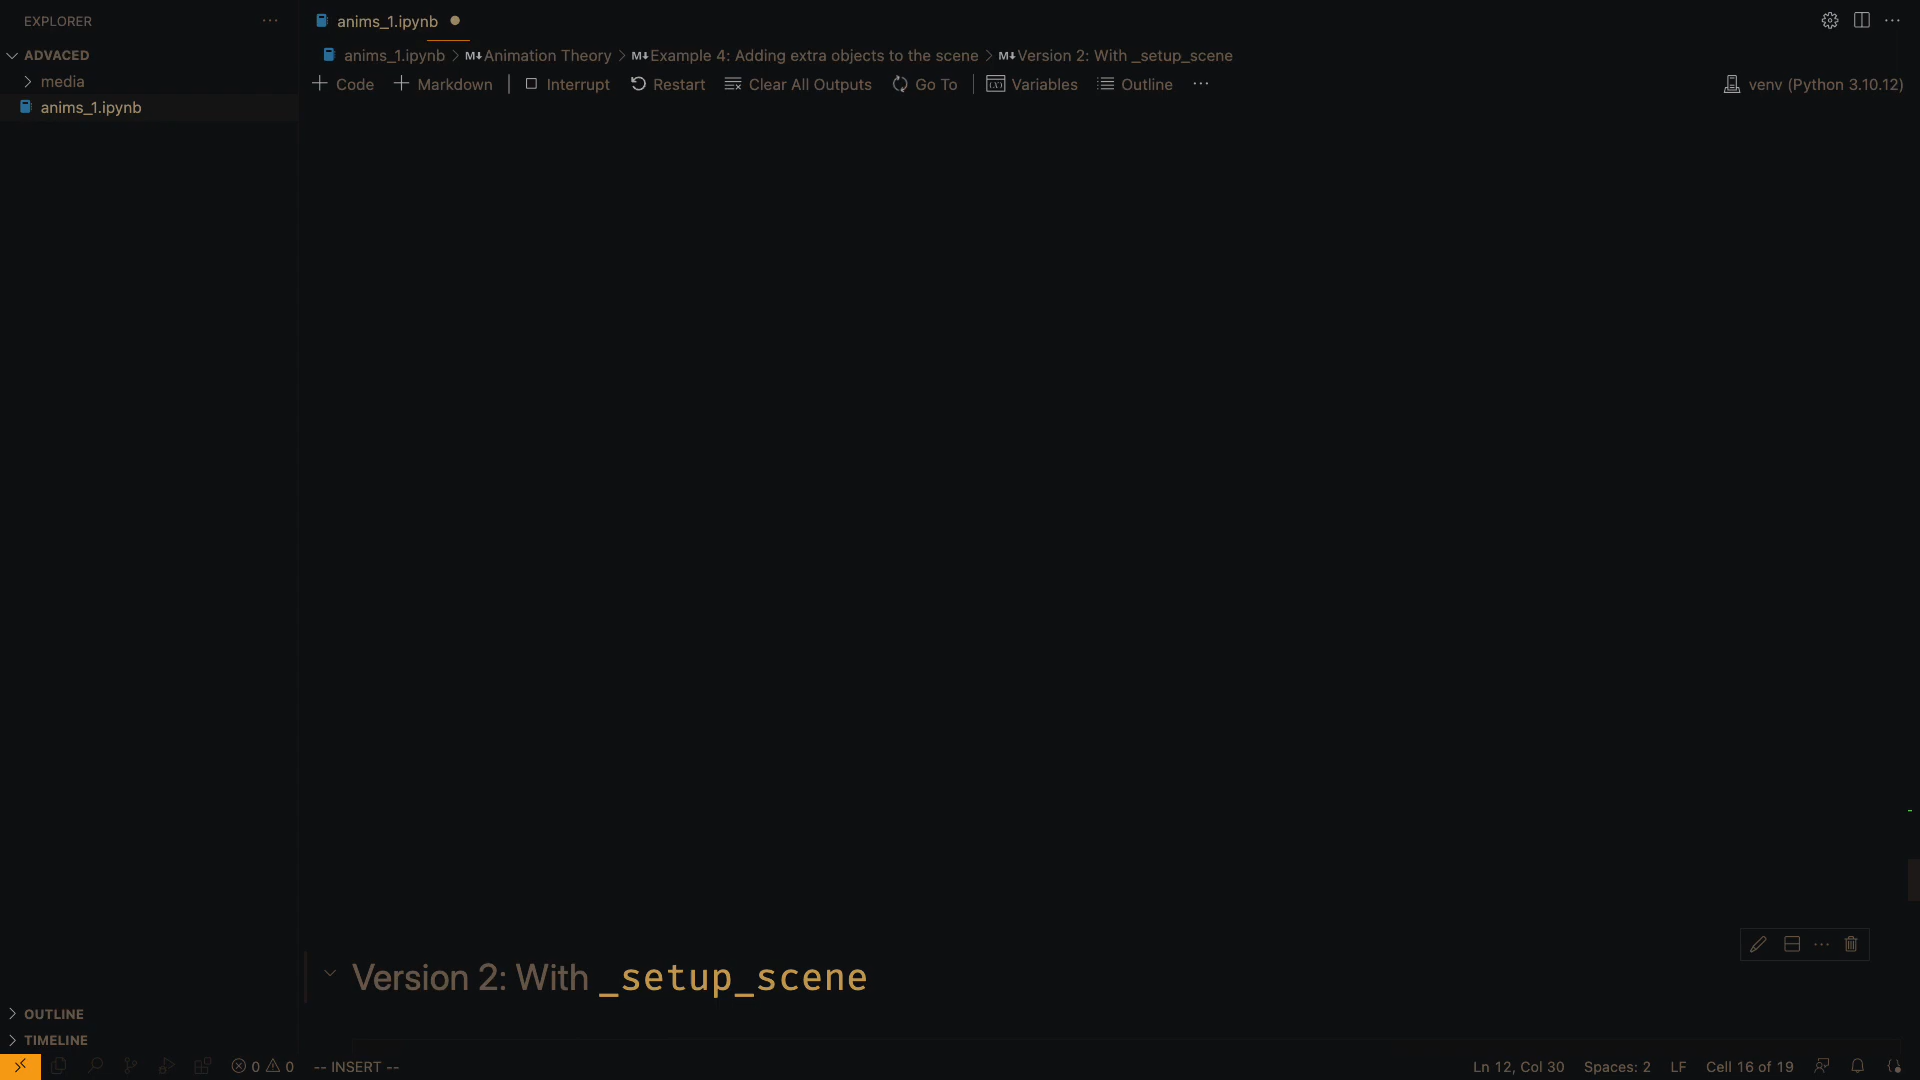 EXPLORER
ADVACED
media
anims_1.ipynb
OUTLINE
TIMELINE
anims_1.ipynb
anims_1.ipynb > M↓Animation Theory > M↓Example 4: Adding extra objects to the scene > M↓Version 2: With _setup_scene
Code Markdown Interrupt Restart Clear All Outputs Go To Variables Outline ... venv (Python 3.10.12)
Version 2: With _setup_scene
0 0 -- INSERT -- Ln 12, Col 30 Spaces: 2 LF Cell 16 of 19